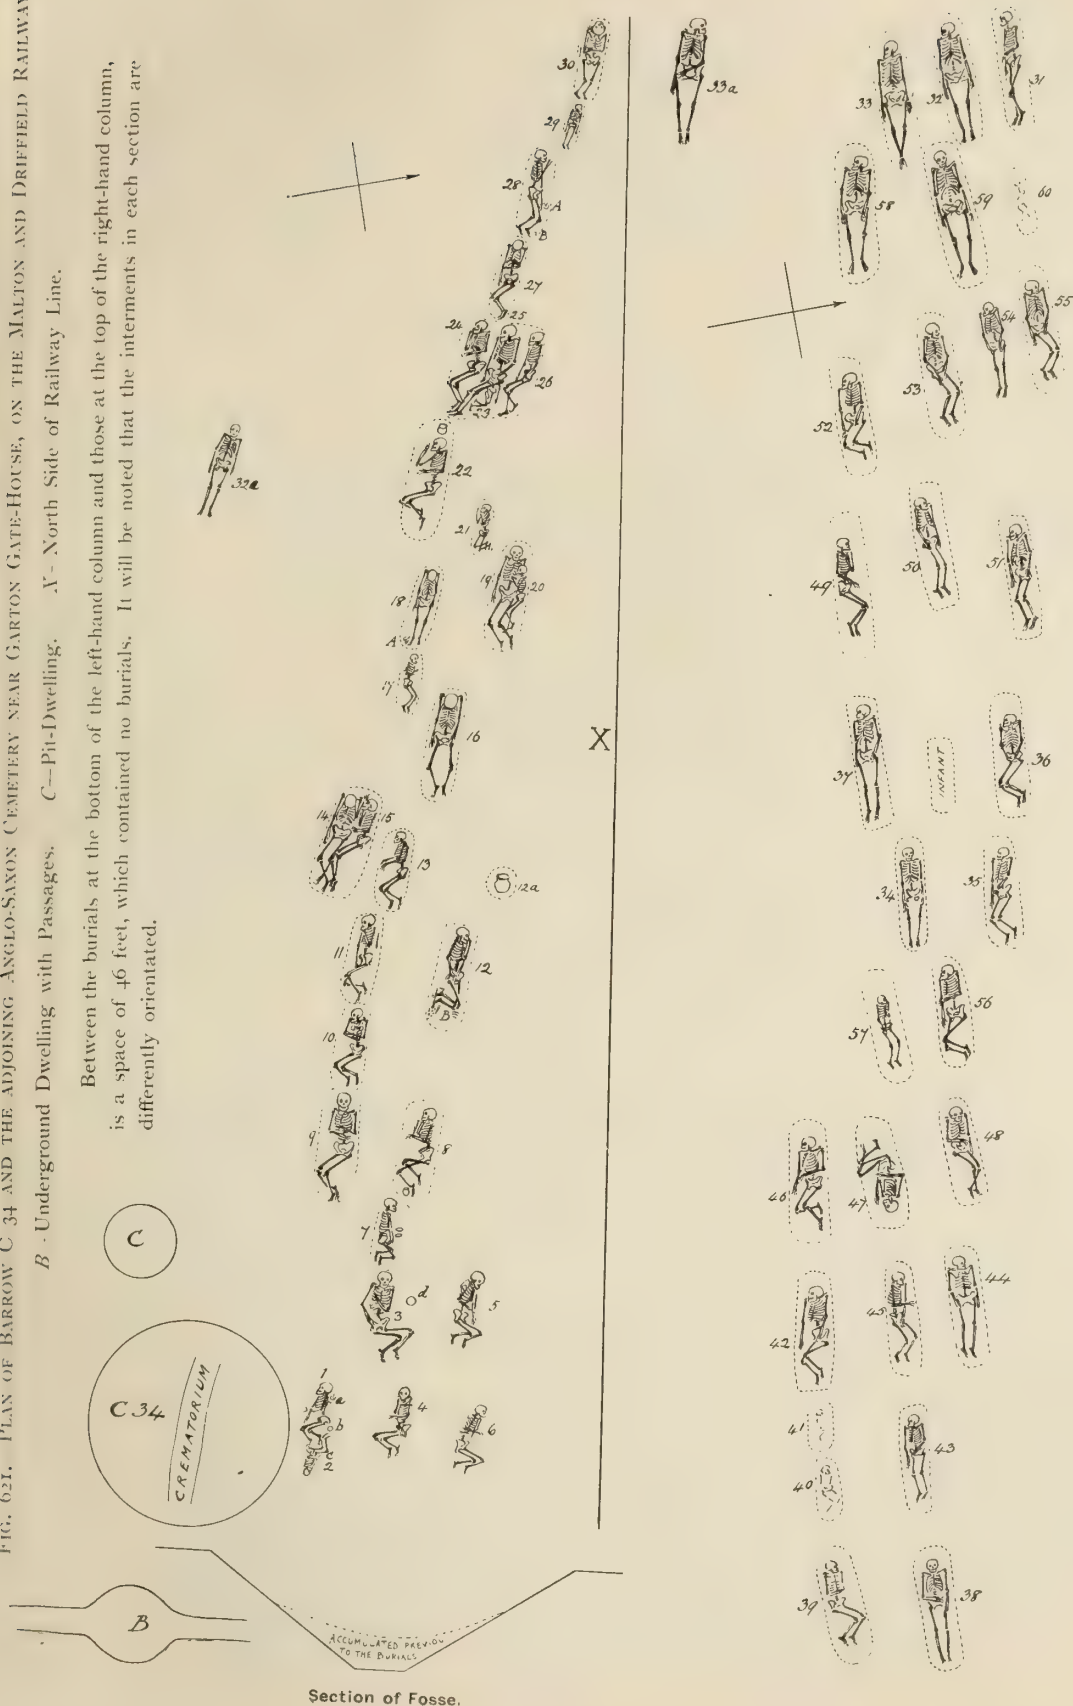 FIG. 621. PLAN OF BARROW C 34 AND THE ADJOINING ANGLO-SAXON CEMETERY NEAR GARTON GATE-HOUSE, ON THE MALTON AND DRIFFIELD RAILWAY
B - Underground Dwelling with Passages. C—Pit-Dwelling. X - North Side of Railway Line.
Between the burials at the bottom of the left-hand column and those at the top of the right-hand column,
is a space of 46 feet, which contained no burials. It will be noted that the interments in each section are
differently orientated.
30
29
28
A
B
27
24
25
26
23
32a
22
21
19
20
18
A
17
16
X
14
15
13
12a
11
12
B
10
9
8
7
C
3
d
5
1
a
b
c
2
4
6
C 34
CREMATORIUM
B
ACCUMULATED PREVIOU
TO THE BURIALS
Section of Fosse.
33a
33
32
31
58
59
60
55
54
53
52
50
51
49
37
INFANT
36
34
35
57
56
46
47
48
42
45
44
41
40
43
39
38